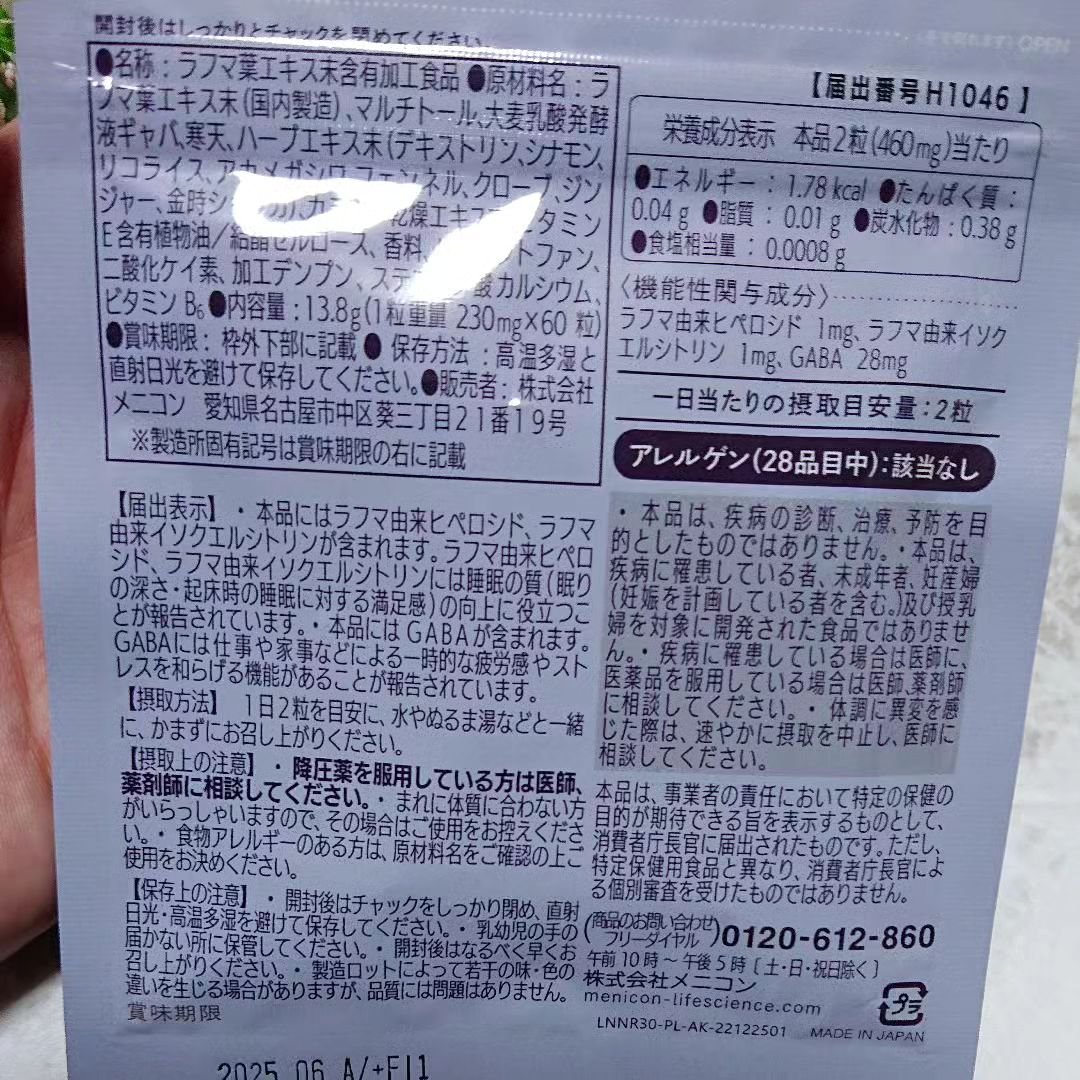 開封後はしっかりとチャックを閉めてください
OPEN
●名称：ラフマ葉エキス末含有加工食品 ●原材料名：ラ
フマ葉エキス末(国内製造)、マルチトール、大麦乳酸発酵
液ギャバ、寒天、ハーブエキス末(デキストリン、シナモン、
リコライス、アカメガシワ、フェンネル、クローブ、ジン
ジャー、金時ショ
乾燥エキス
タミン
E含有植物油／結晶セルロース、香料、
トファン、
二酸化ケイ素、加工デンプン、ステ
酸カルシウム、
ビタミンB₆ ●内容量：13.8g(1粒重量 230mg×60粒)
●賞味期限：枠外下部に記載 ● 保存方法：高温多湿と
直射日光を避けて保存してください。●販売者：株式会社
メニコン 愛知県名古屋市中区葵三丁目21番19号
※製造所固有記号は賞味期限の右に記載
【届出番号H1046】
栄養成分表示 本品2粒(460mg)当たり
●エネルギー：1.78kcal ●たんぱく質：
0.04g ●脂質：0.01g ●炭水化物：0.38g
●食塩相当量：0.0008g
〈機能性関与成分〉
ラフマ由来ヒペロシド 1mg、ラフマ由来イソク
エルシトリン 1mg、GABA 28mg
一日当たりの摂取目安量：2粒
アレルゲン(28品目中)：該当なし
【届出表示】・本品にはラフマ由来ヒペロシド、ラフマ
由来イソクエルシトリンが含まれます。ラフマ由来ヒペロ
シド、ラフマ由来イソクエルシトリンには睡眠の質(眠り
の深さ・起床時の睡眠に対する満足感)の向上に役立つこ
とが報告されています。・本品にはGABAが含まれます。
GABAには仕事や家事などによる一時的な疲労感やスト
レスを和らげる機能があることが報告されています。
【摂取方法】 1日2粒を目安に、水やぬるま湯などと一緒
に、かまずにお召し上がりください。
【摂取上の注意】・降圧薬を服用している方は医師、
薬剤師に相談してください。・まれに体質に合わない方
がいらっしゃいますので、その場合はご使用をお控えくださ
い。・食物アレルギーのある方は、原材料名をご確認の上ご
使用をお決めください。
【保存上の注意】・開封後はチャックをしっかり閉め、直射
日光・高温多湿を避けて保存してください。・乳幼児の手の
届かない所に保管してください。・開封後はなるべく早くお
召し上がりください。・製造ロットによって若干の味・色の
違いを生じる場合がありますが、品質には問題はありません。
賞味期限
2025.06.A/+F11
・本品は、疾病の診断、治療、予防を目
的としたものではありません。・本品は、
疾病に罹患している者、未成年者、妊産婦
(妊娠を計画している者を含む。)及び授乳
婦を対象に開発された食品ではありませ
ん。・疾病に罹患している場合は医師に、
医薬品を服用している場合は医師、薬剤師
に相談してください。・体調に異変を感
じた際は、速やかに摂取を中止し、医師に
相談してください。
本品は、事業者の責任において特定の保健の
目的が期待できる旨を表示するものとして、
消費者庁長官に届出されたものです。ただし、
特定保健用食品と異なり、消費者庁長官によ
る個別審査を受けたものではありません。
(商品のお問い合わせ フリーダイヤル)0120-612-860
午前10時〜午後5時[土・日・祝日除く]
株式会社メニコン
menicon-lifescience.com
プラ
LNNR30-PL-AK-22122501 MADE IN JAPAN